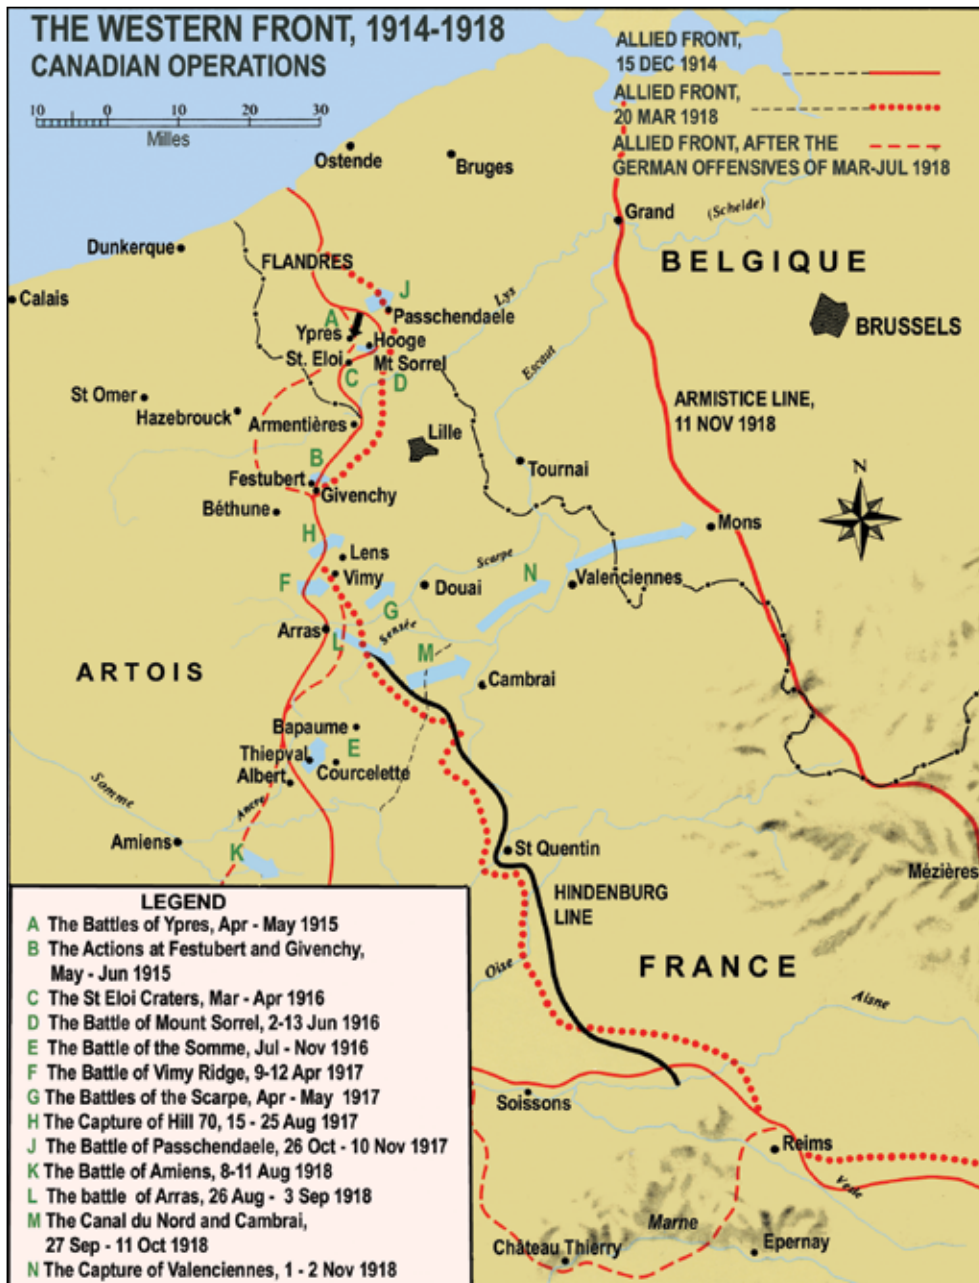 THE WESTERN FRONT, 1914-1918
CANADIAN OPERATIONS
10 0 10 30
Milles
ALLIED FRONT,
15 DEC 1914
ALLIED FRONT,
20 MAR 1918
ALLIED FRONT, AFTER THE
GERMAN OFFENSIVES OF MAR-JUL 1918
Ostende
Bruges
Grand
(Schelde)
Dunkerque
FLANDRES
BELGIQUE
Calais
J
Lys
A
Passchendaele
BRUSSELS
Ypres
Hooge
St. Eloi
Mt Sorrel
Escaut
C
D
St Omer
ARMISTICE LINE,
11 NOV 1918
Hazebrouck
Armentières
Lille
B
Tournai
N
Festubert
Givenchy
Béthune
Mons
H
Lens
Scarpe
Vimy
F
Douai
N
Valenciennes
G
Arras
Sensée
L
M
ARTOIS
Cambrai
Bapaume
Thiepval
E
Albert
Courcelette
Somme
Ancre
Amiens
K
St Quentin
Mézières
HINDENBURG
LINE
Oise
FRANCE
Aisne
Soissons
Reims
Vesle
Marne
Château Thierry
Epernay
LEGEND
A The Battles of Ypres, Apr - May 1915
B The Actions at Festubert and Givenchy,
May - Jun 1915
C The St Eloi Craters, Mar - Apr 1916
D The Battle of Mount Sorrel, 2-13 Jun 1916
E The Battle of the Somme, Jul - Nov 1916
F The Battle of Vimy Ridge, 9-12 Apr 1917
G The Battles of the Scarpe, Apr - May 1917
H The Capture of Hill 70, 15 - 25 Aug 1917
J The Battle of Passchendaele, 26 Oct - 10 Nov 1917
K The Battle of Amiens, 8-11 Aug 1918
L The battle of Arras, 26 Aug - 3 Sep 1918
M The Canal du Nord and Cambrai,
27 Sep - 11 Oct 1918
N The Capture of Valenciennes, 1 - 2 Nov 1918